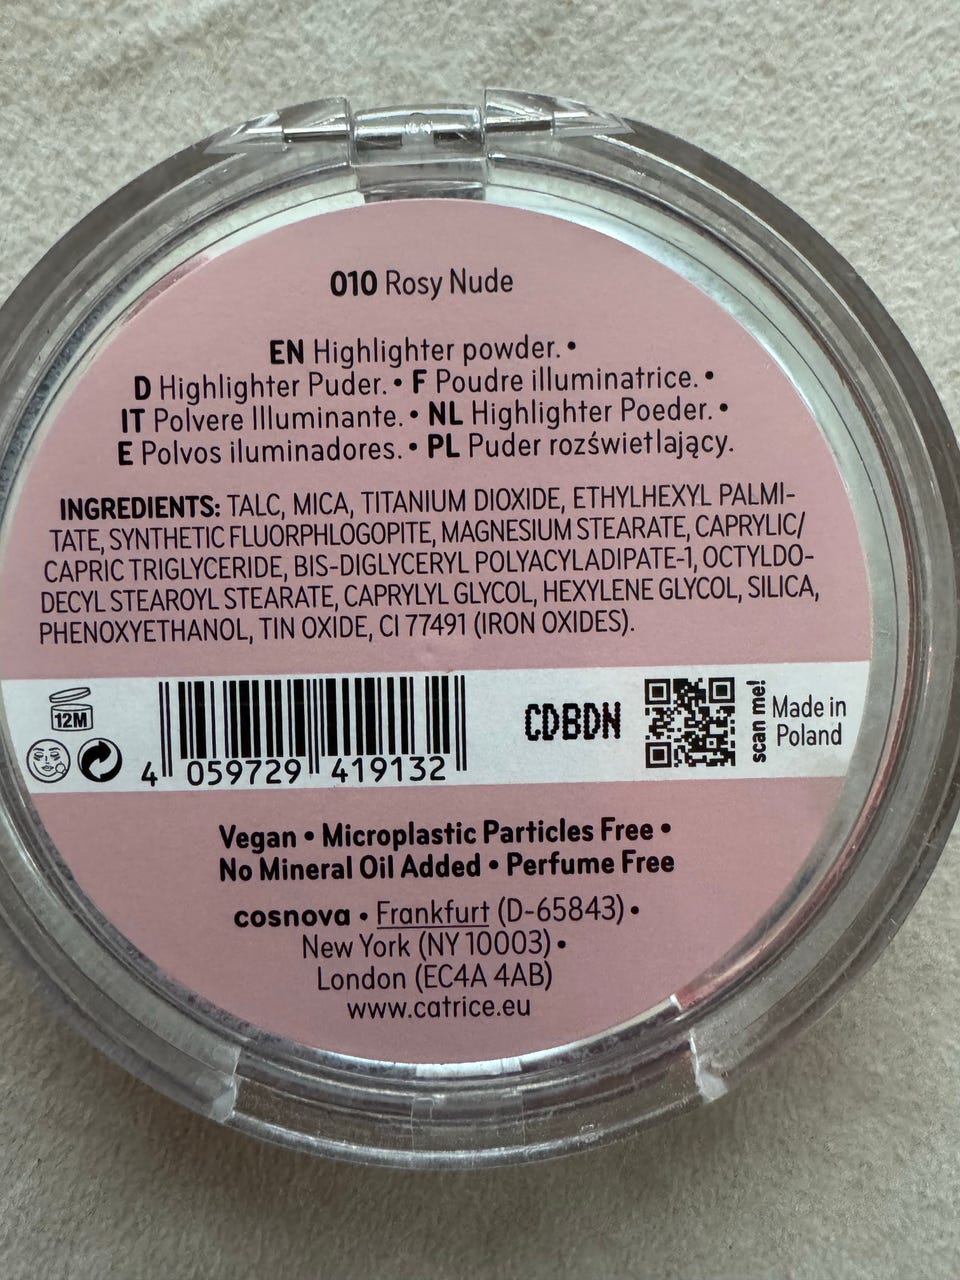 010 Rosy Nude
EN Highlighter powder. •
D Highlighter Puder. • F Poudre illuminatrice. •
IT Polvere Illuminante. • NL Highlighter Poeder. •
E Polvos iluminadores. • PL Puder rozświetlający.
INGREDIENTS: TALC, MICA, TITANIUM DIOXIDE, ETHYLHEXYL PALMI-
TATE, SYNTHETIC FLUORPHLOGOPITE, MAGNESIUM STEARATE, CAPRYLIC/
CAPRIC TRIGLYCERIDE, BIS-DIGLYCERYL POLYACYLADIPATE-1, OCTYLDO-
DECYL STEAROYL STEARATE, CAPRYLYL GLYCOL, HEXYLENE GLYCOL, SILICA,
PHENOXYETHANOL, TIN OXIDE, CI 77491 (IRON OXIDES).
12M
4 059729 419132
CDBDN
scan me!
Made in
Poland
Vegan • Microplastic Particles Free •
No Mineral Oil Added • Perfume Free
cosnova • Frankfurt (D-65843) •
New York (NY 10003) •
London (EC4A 4AB)
www.catrice.eu